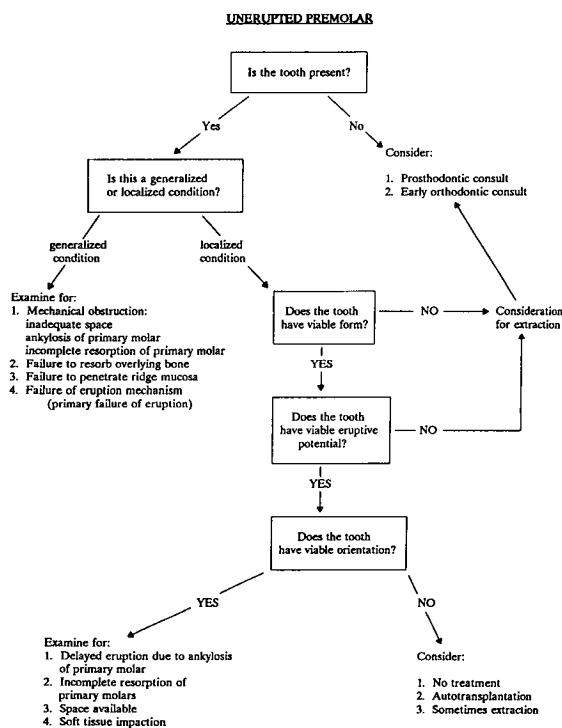 UNERUPTED PREMOLAR
Is the tooth present?
Yes
No
Is this a generalized
or localized condition?
Consider:
1. Prosthodontic consult
2. Early orthodontic consult
generalized
condition
localized
condition
Examine for:
1. Mechanical obstruction:
inadequate space
ankylosis of primary molar
incomplete resorption of primary molar
2. Failure to resorb overlying bone
3. Failure to penetrate ridge mucosa
4. Failure of eruption mechanism
(primary failure of eruption)
Does the tooth
have viable form?
NO
Consideration
for extraction
YES
Does the tooth
have viable eruptive
potential?
NO
YES
Does the tooth
have viable orientation?
YES
NO
Examine for:
1. Delayed eruption due to ankylosis
of primary molar
2. Incomplete resorption of
primary molars
3. Space available
4. Soft tissue impaction
Consider:
1. No treatment
2. Autotransplantation
3. Sometimes extraction